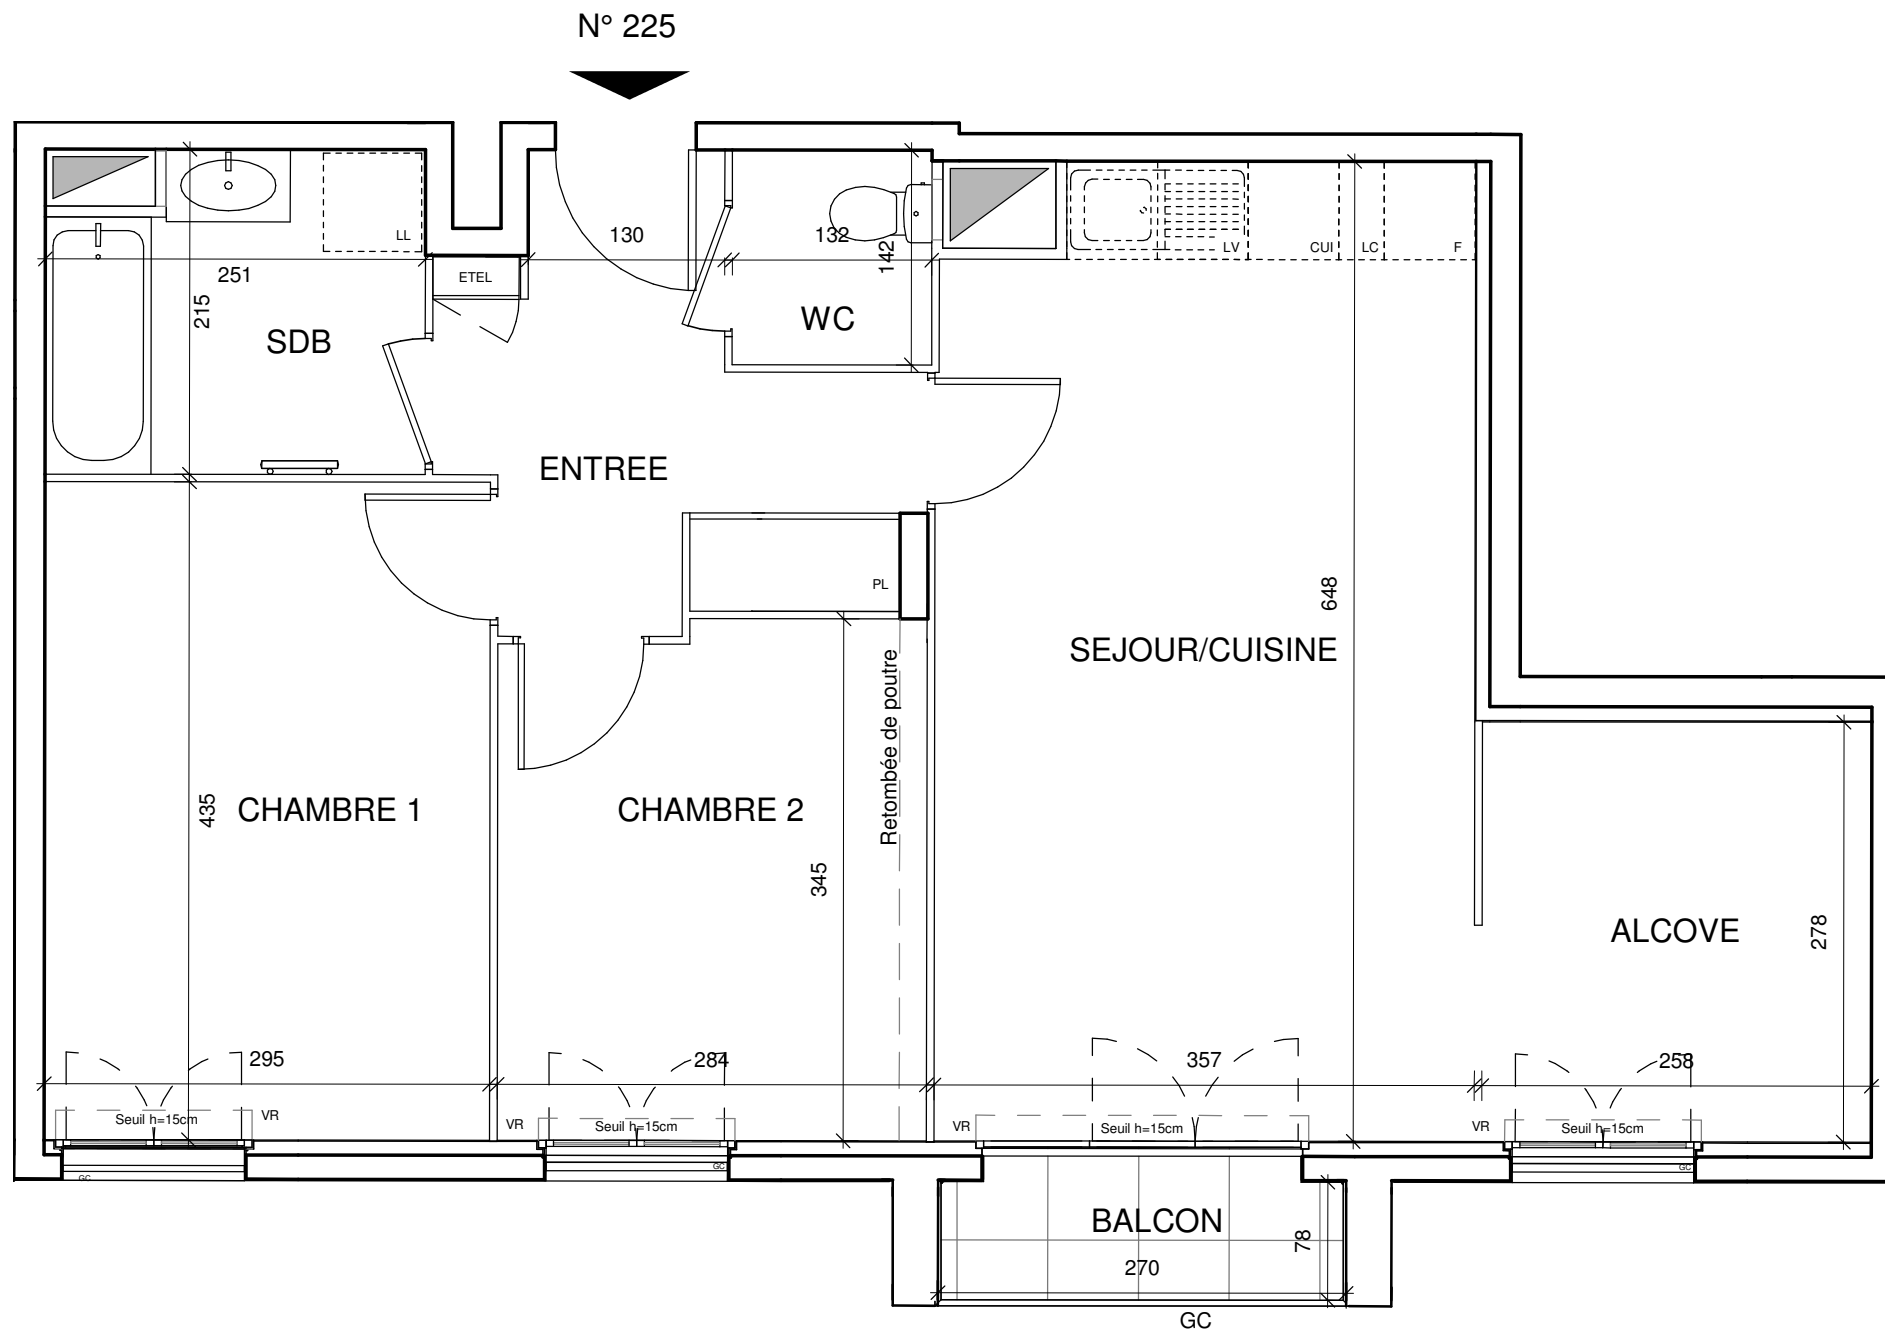 N° 225
LL
251
215
SDB
ETEL
130
132
142
WC
LV
CUI
LC
F
ENTREE
PL
648
SEJOUR/CUISINE
Retombée de poutre
435
CHAMBRE 1
CHAMBRE 2
345
ALCOVE
278
295
284
357
258
Seuil h=15cm
VR
VR
Seuil h=15cm
VR
Seuil h=15cm
VR
Seuil h=15cm
GC
GC
GC
BALCON
78
270
GC